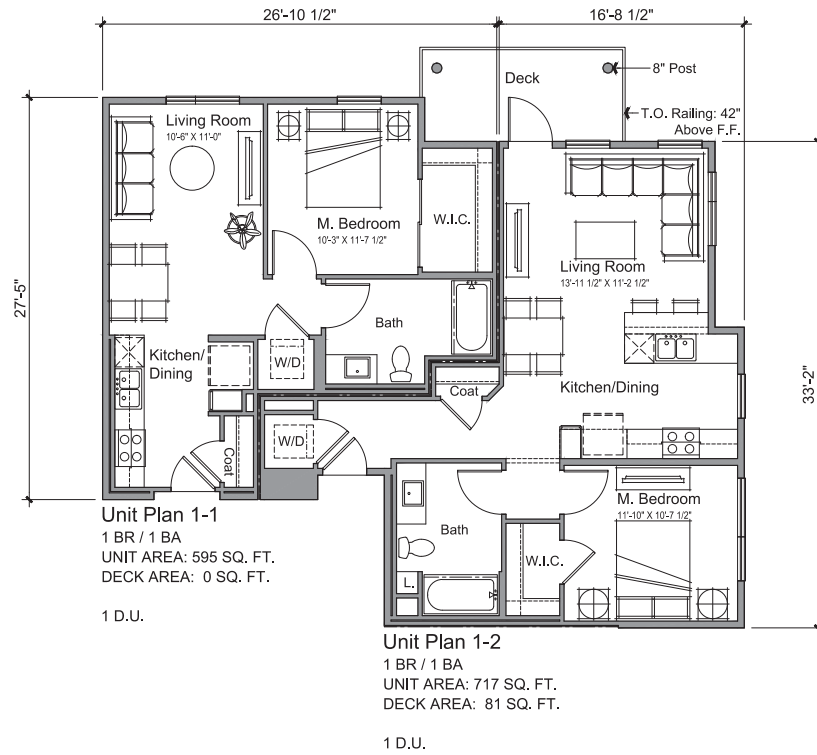 26'-10 1/2"
16'-8 1/2"
Deck
8" Post
T.O. Railing: 42"
Above F.F.
Living Room
10'-6" X 11'-0"
M. Bedroom
10'-3" X 11'-7 1/2"
W.I.C.
27'-5"
Living Room
13'-11 1/2" X 11'-2 1/2"
Bath
Kitchen/
Dining
W/D
Coat
Kitchen/Dining
33'-2"
W/D
Coat
M. Bedroom
11'-10" X 10'-7 1/2"
Bath
W.I.C.
L.
Unit Plan 1-1
1 BR / 1 BA
UNIT AREA: 595 SQ. FT.
DECK AREA: 0 SQ. FT.
1 D.U.
Unit Plan 1-2
1 BR / 1 BA
UNIT AREA: 717 SQ. FT.
DECK AREA: 81 SQ. FT.
1 D.U.